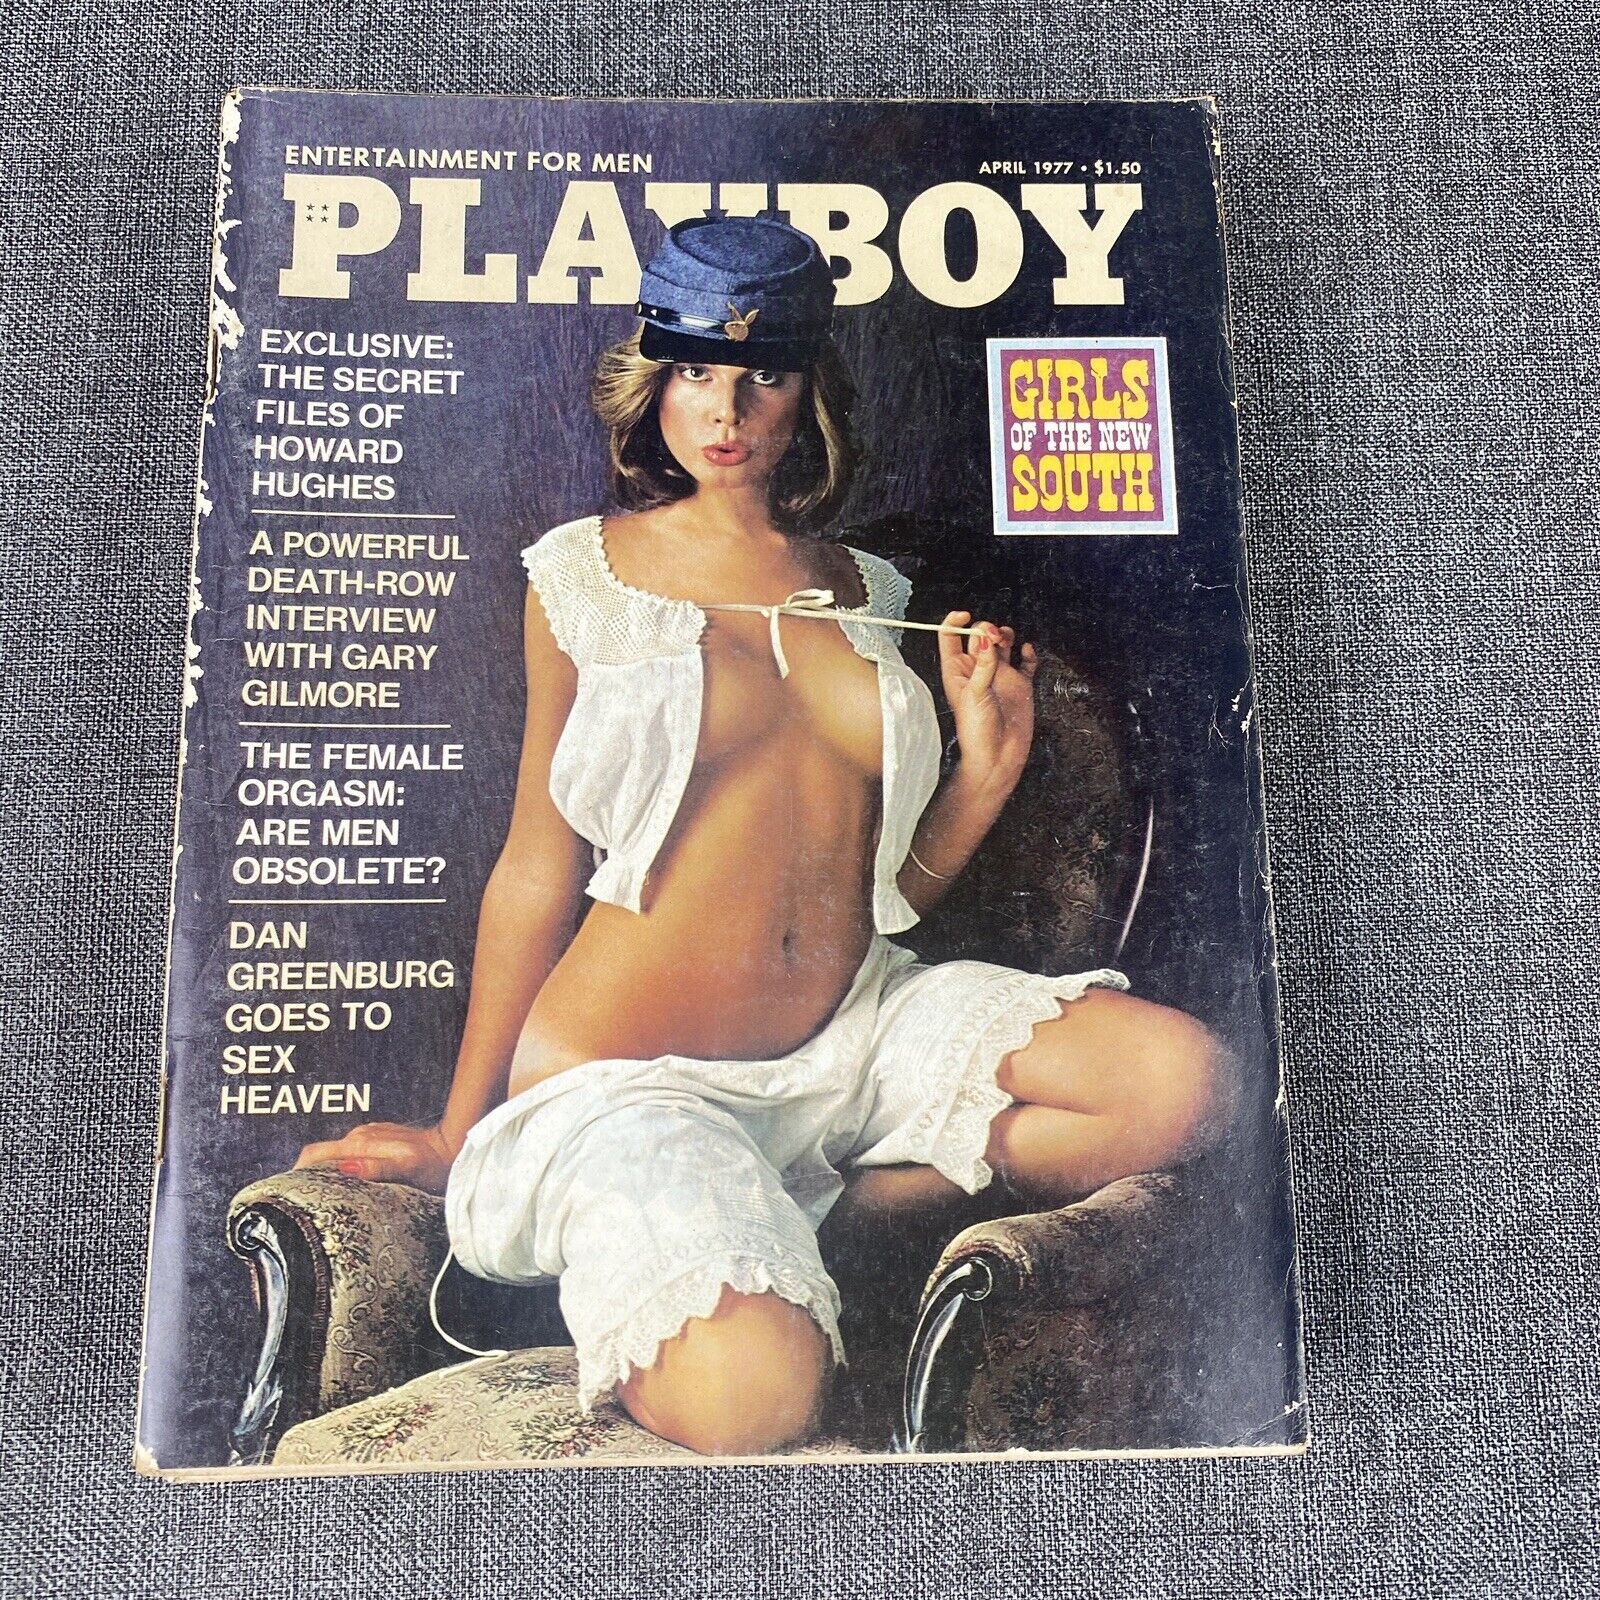 ENTERTAINMENT FOR MEN
APRIL 1977 • $1.50
PLAYBOY
EXCLUSIVE:
THE SECRET
FILES OF
HOWARD
HUGHES
A POWERFUL
DEATH-ROW
INTERVIEW
WITH GARY
GILMORE
THE FEMALE
ORGASM:
ARE MEN
OBSOLETE?
DAN
GREENBURG
GOES TO
SEX
HEAVEN
GIRLS
OF THE NEW
SOUTH